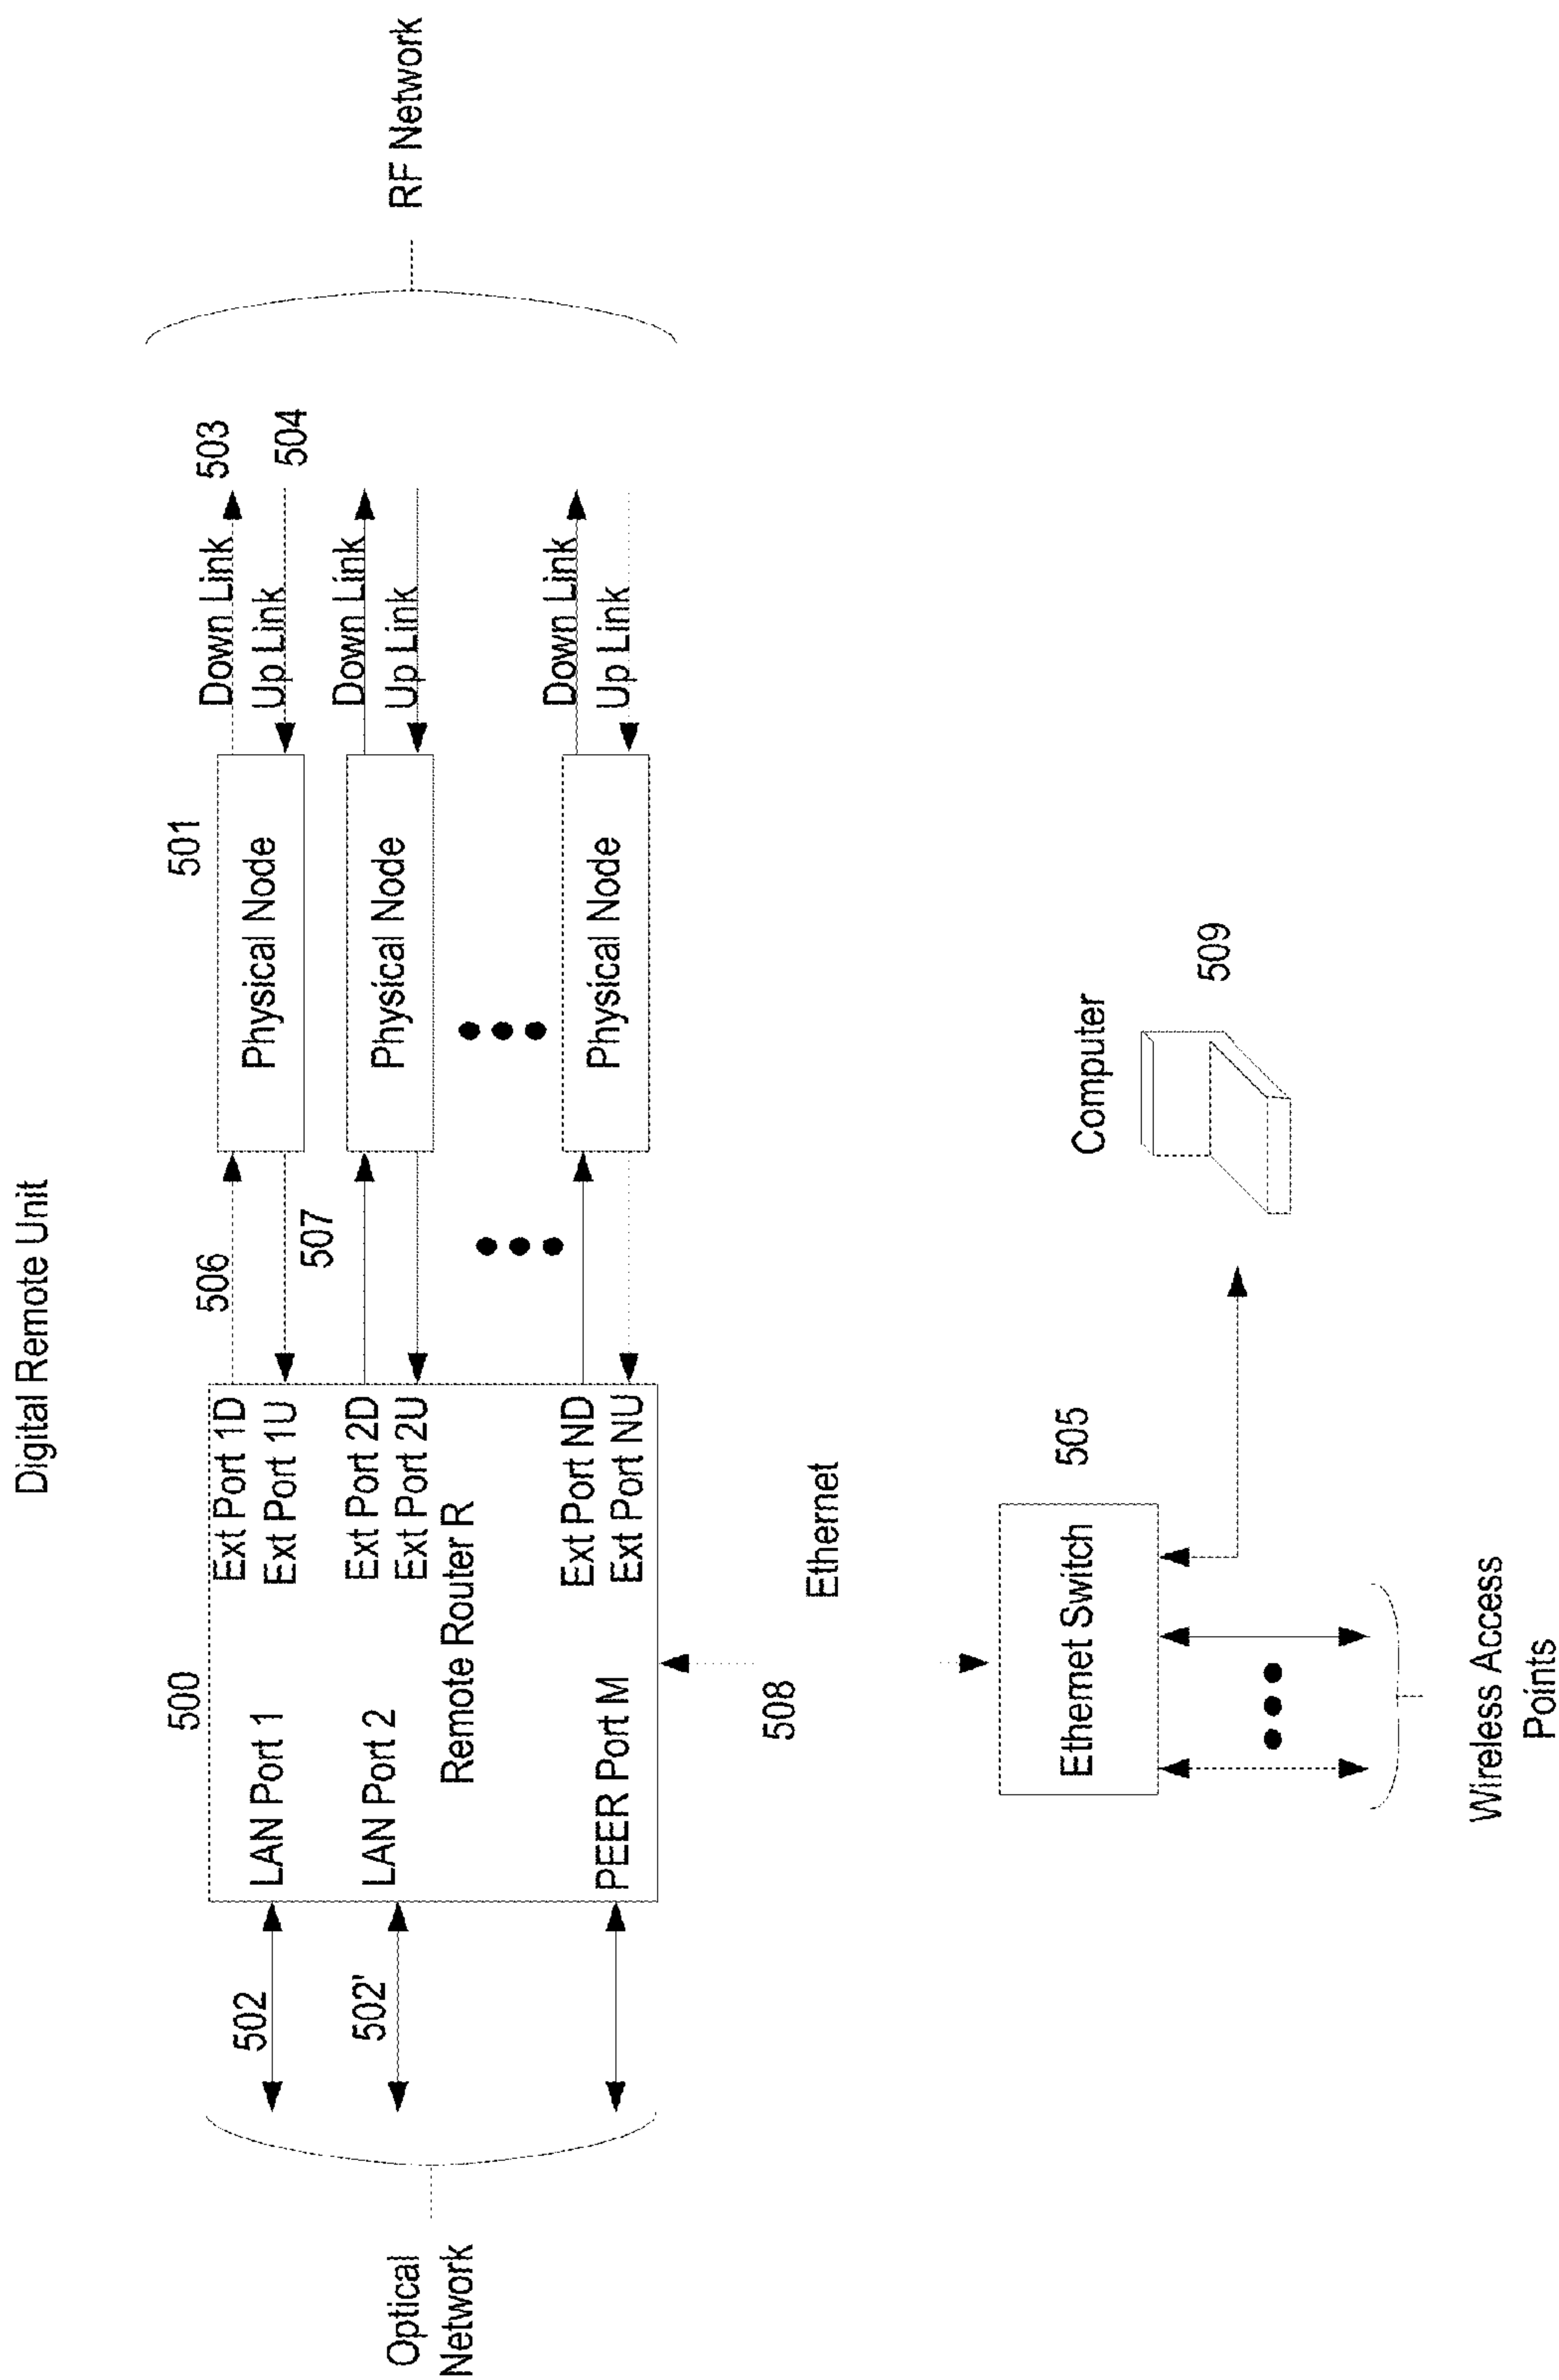 Digital Remote Unit
500
501
502
502'
LAN Port 1
LAN Port 2
PEER Port M
Remote Router R
Ext Port 1D
Ext Port 1U
Ext Port 2D
Ext Port 2U
Ext Port ND
Ext Port NU
506
507
Physical Node
Physical Node
Physical Node
Down Link
Up Link
Down Link
Up Link
Down Link
Up Link
503
504
RF Network
Optical
Network
508
Ethernet
Ethernet Switch
505
Computer
509
Wireless Access
Points